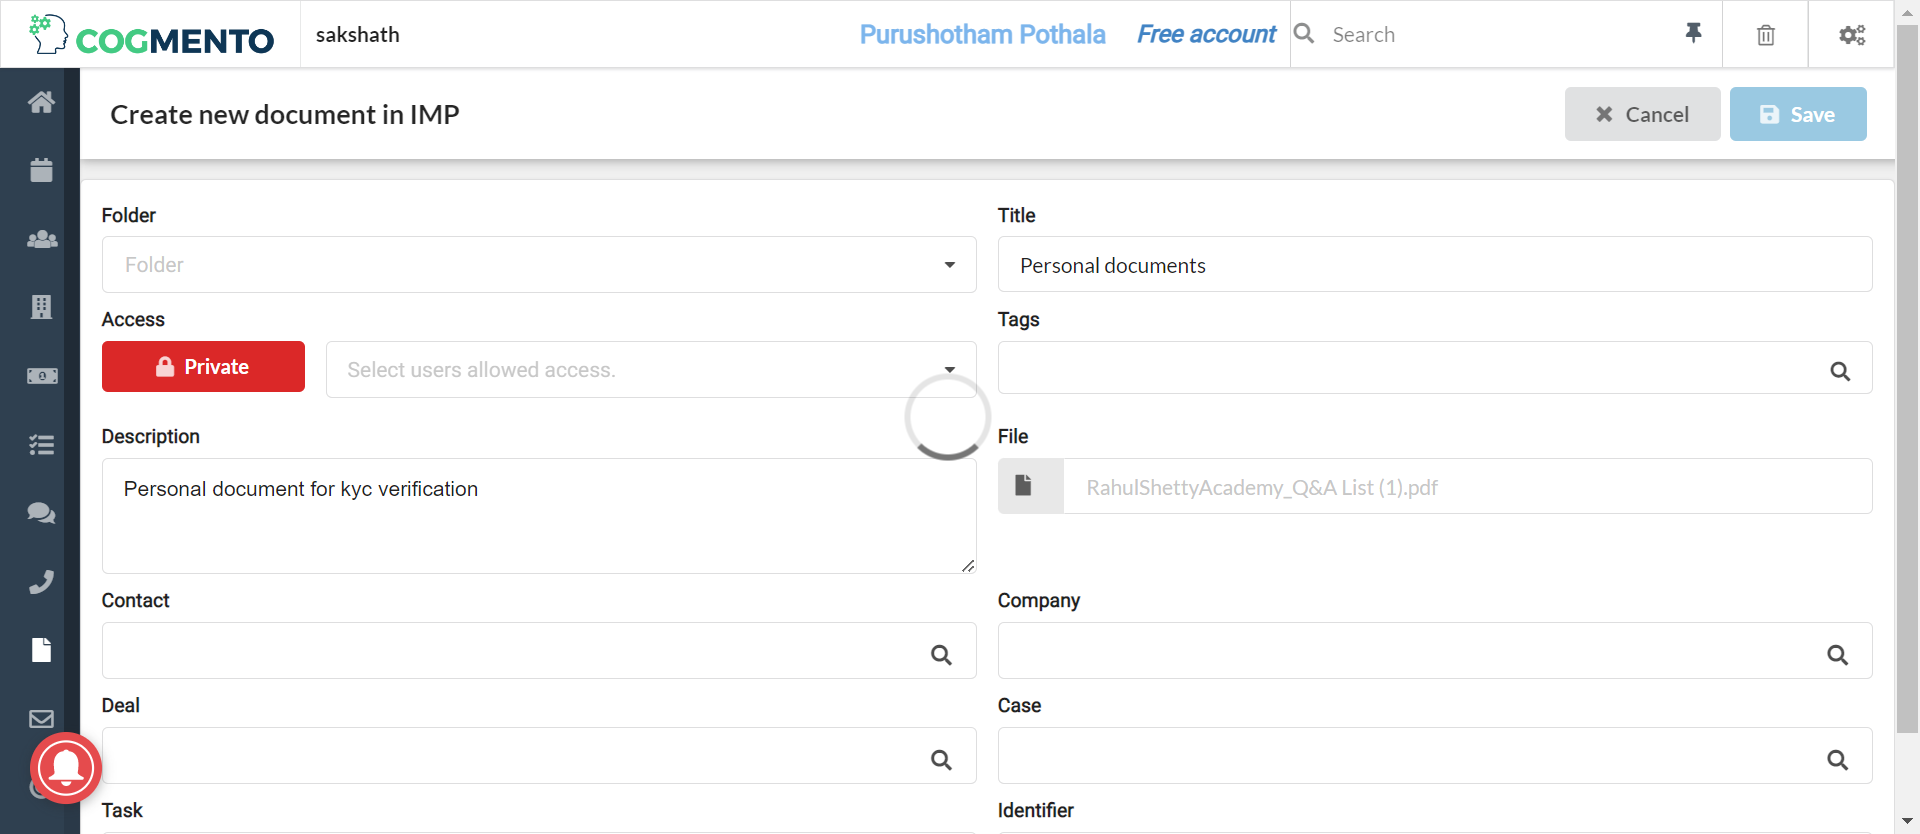 COGMENTO
sakshath
Purushotham Pothala
Free account
Search
Create new document in IMP
Cancel
Save
Folder
Title
Folder
Personal documents
Access
Tags
Private
Select users allowed access.
Description
File
Personal document for kyc verification
RahulShettyAcademy_Q&A List (1).pdf
Contact
Company
Deal
Case
Task
Identifier